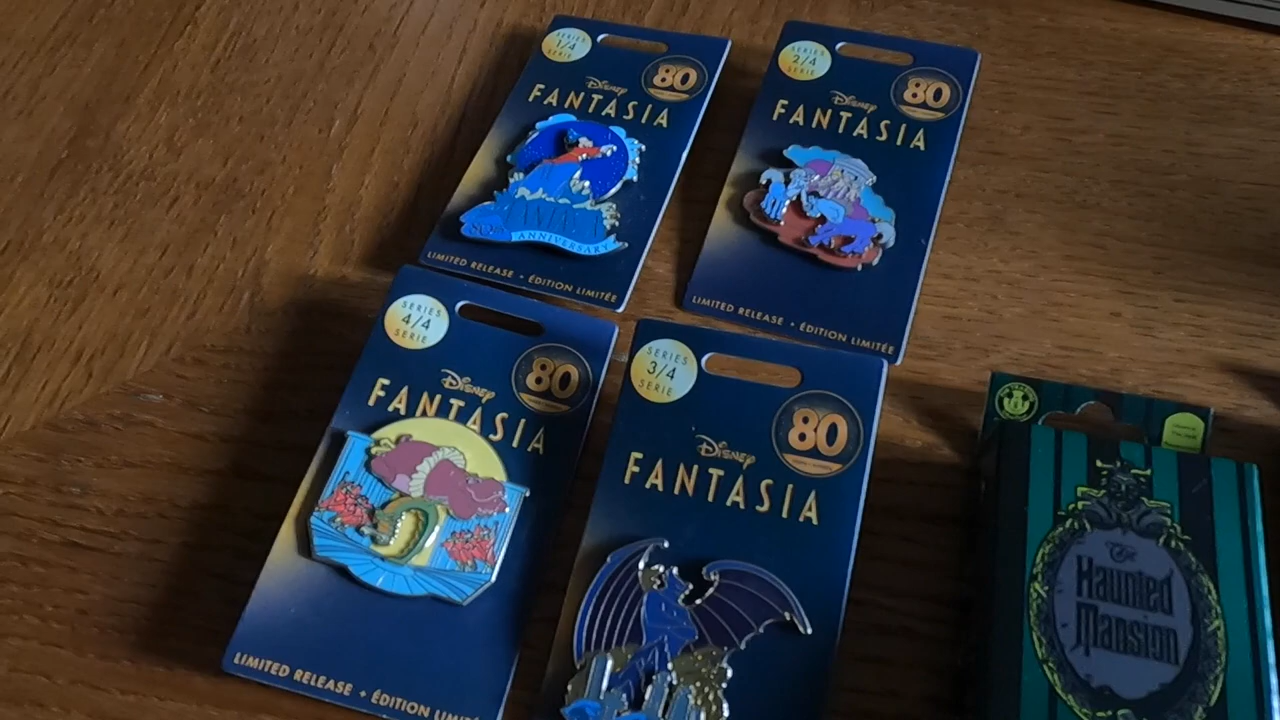 SERIES
1/4
SERIE
80
Disney
FANTASIA
80TH
ANNIVERSARY
LIMITED RELEASE • ÉDITION LIMITÉE
SERIES
2/4
SERIE
80
Disney
FANTASIA
LIMITED RELEASE • ÉDITION LIMITÉE
SERIES
4/4
SERIE
80
Disney
FANTASIA
LIMITED RELEASE • ÉDITION LIMITÉE
SERIES
3/4
SERIE
80
Disney
FANTASIA
The
Haunted
Mansion